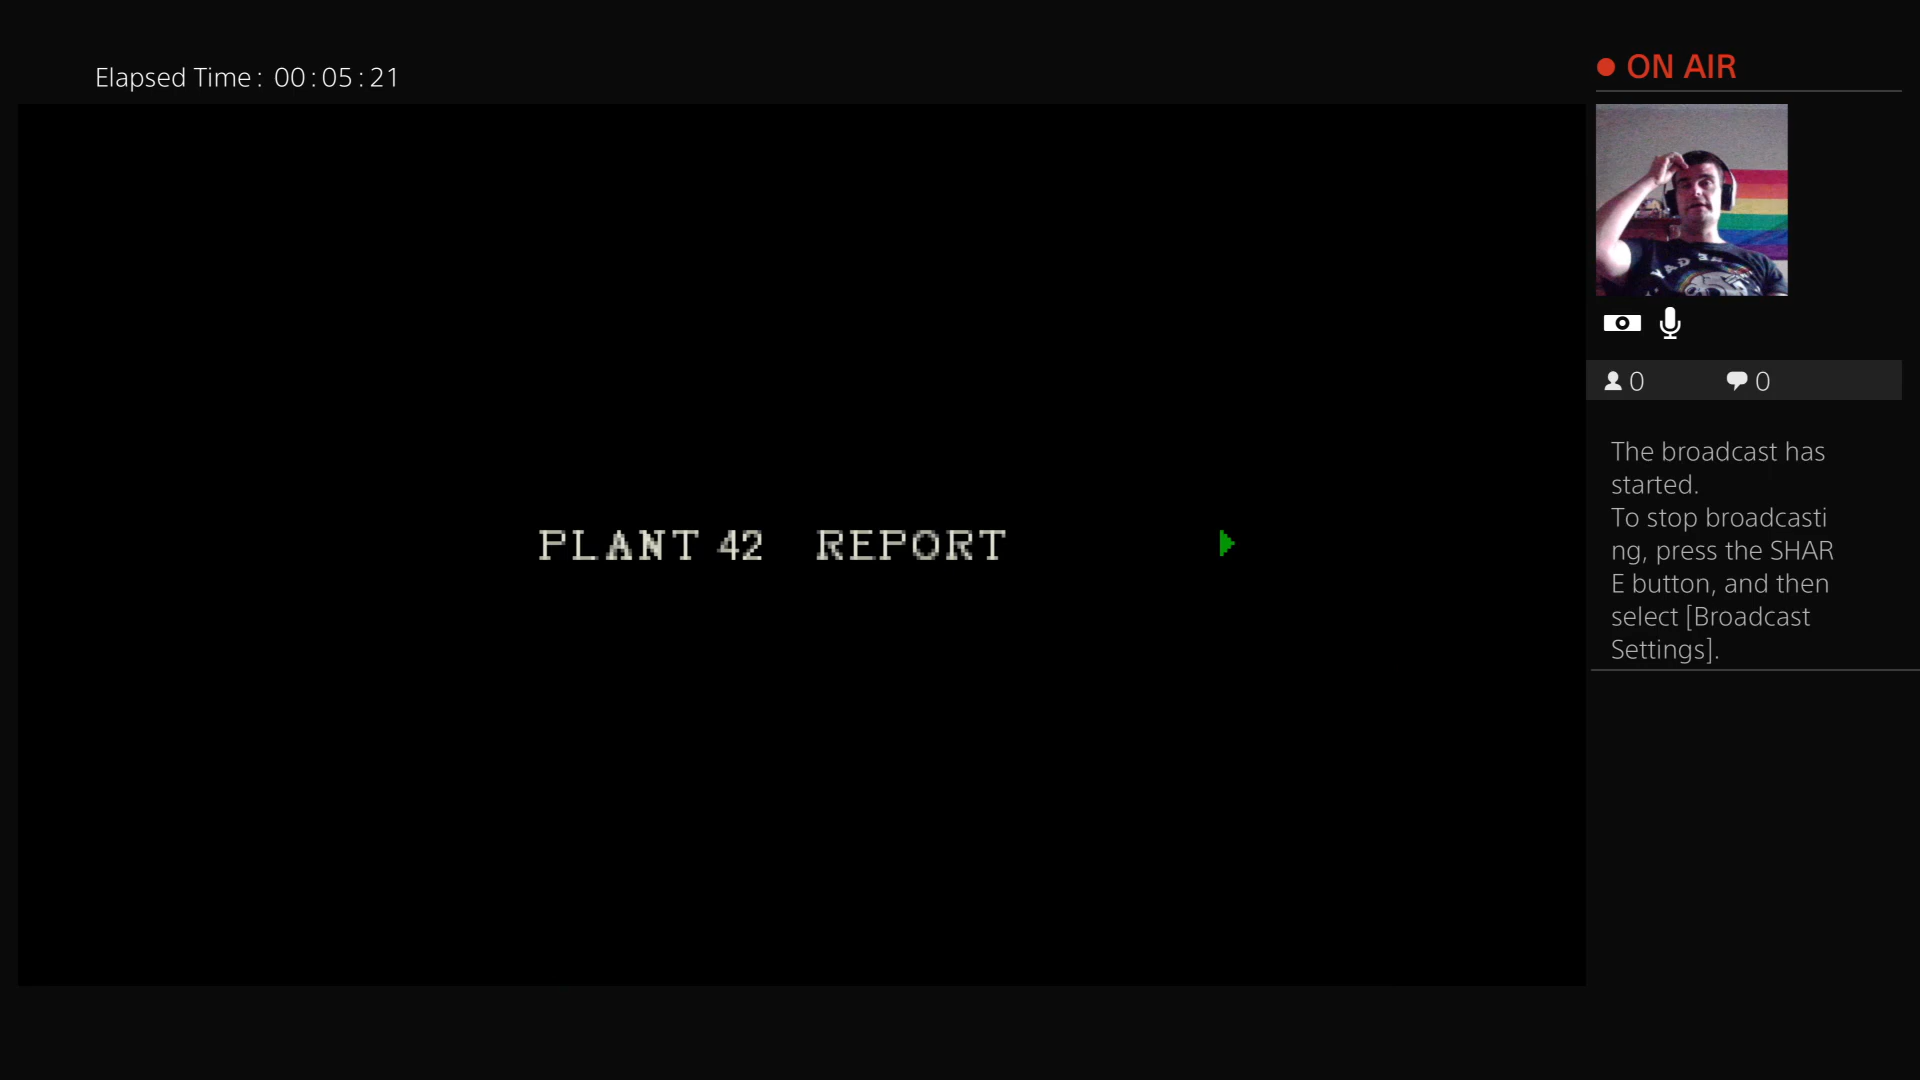 Elapsed Time: 00:05:21
ON AIR
PLANT 42 REPORT
0 0
The broadcast has
started.
To stop broadcasti
ng, press the SHAR
E button, and then
select [Broadcast
Settings].